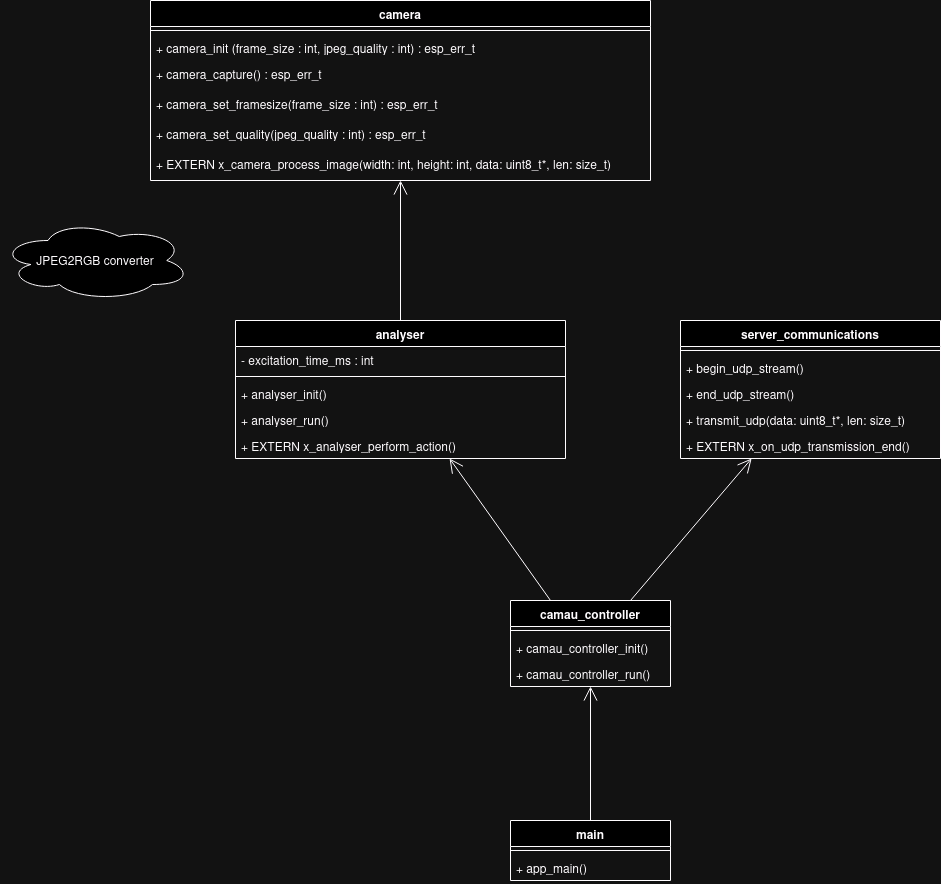 camera
+ camera_init (frame_size : int, jpeg_quality : int) : esp_err_t
+ camera_capture() : esp_err_t
+ camera_set_framesize(frame_size : int) : esp_err_t
+ camera_set_quality(jpeg_quality : int) : esp_err_t
+ EXTERN x_camera_process_image(width: int, height: int, data: uint8_t*, len: size_t)
JPEG2RGB converter
analyser
- excitation_time_ms : int
+ analyser_init()
+ analyser_run()
+ EXTERN x_analyser_perform_action()
server_communications
+ begin_udp_stream()
+ end_udp_stream()
+ transmit_udp(data: uint8_t*, len: size_t)
+ EXTERN x_on_udp_transmission_end()
camau_controller
+ camau_controller_init()
+ camau_controller_run()
main
+ app_main()